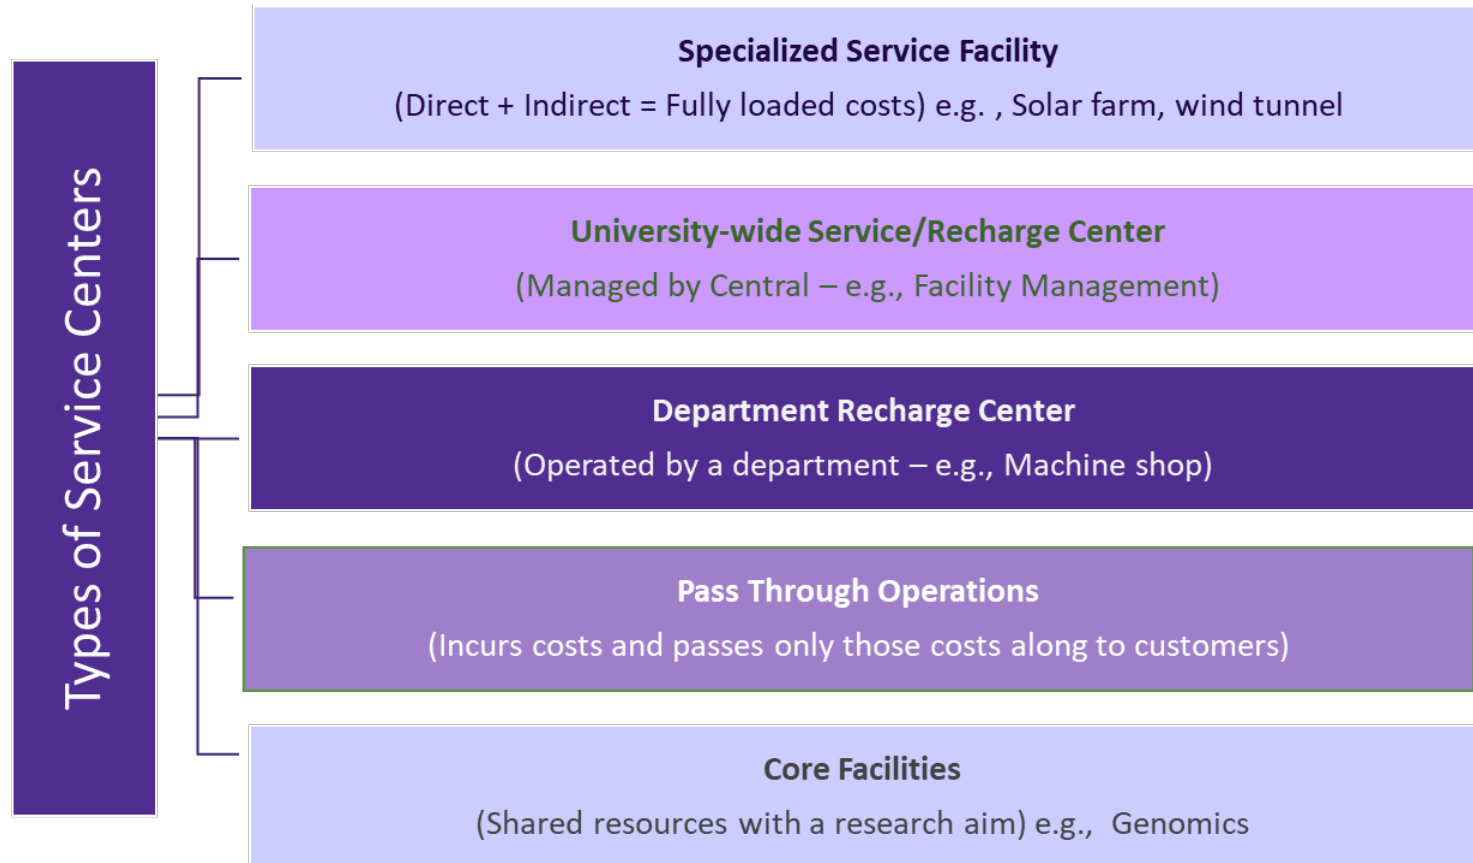 Types of Service Centers
Specialized Service Facility
(Direct + Indirect = Fully loaded costs) e.g. , Solar farm, wind tunnel
University-wide Service/Recharge Center
(Managed by Central – e.g., Facility Management)
Department Recharge Center
(Operated by a department – e.g., Machine shop)
Pass Through Operations
(Incurs costs and passes only those costs along to customers)
Core Facilities
(Shared resources with a research aim) e.g.,  Genomics